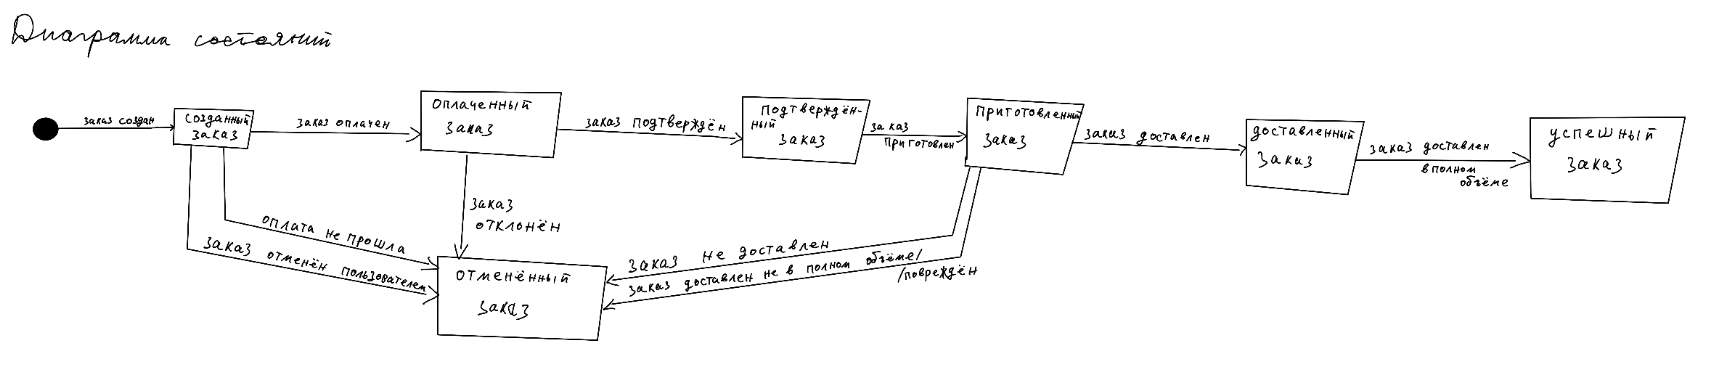 Диаграмма состояний
заказ создан
созданный
заказ
заказ оплачен
оплаченный
заказ
заказ подтверждён
подтверждён-
ный
заказ
заказ
приготовлен
приготовленный
заказ
заказ доставлен
доставленный
заказ
заказ доставлен
в полном
объёме
успешный
заказ
оплата не прошла
заказ отменён пользователем
заказ
отклонён
заказ не доставлен
заказ доставлен не в полном объёме/
/повреждён
отменённый
заказ